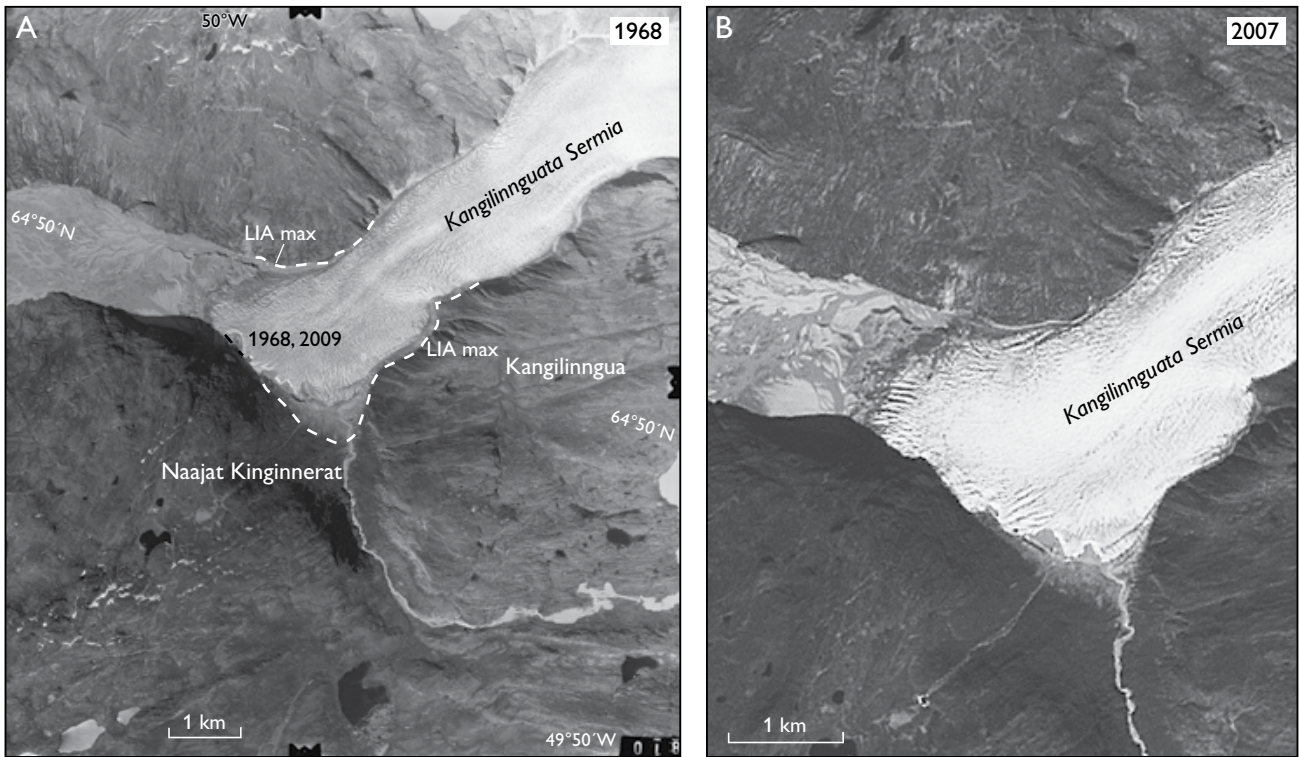 A
50°W
1968
Kangilinnguata Sermia
64°50´N
LIA max
1968, 2009
LIA max
Kangilinngua
64°50´N
Naajat Kinginnerat
1 km
49°50´W
B
2007
Kangilinnguata Sermia
1 km